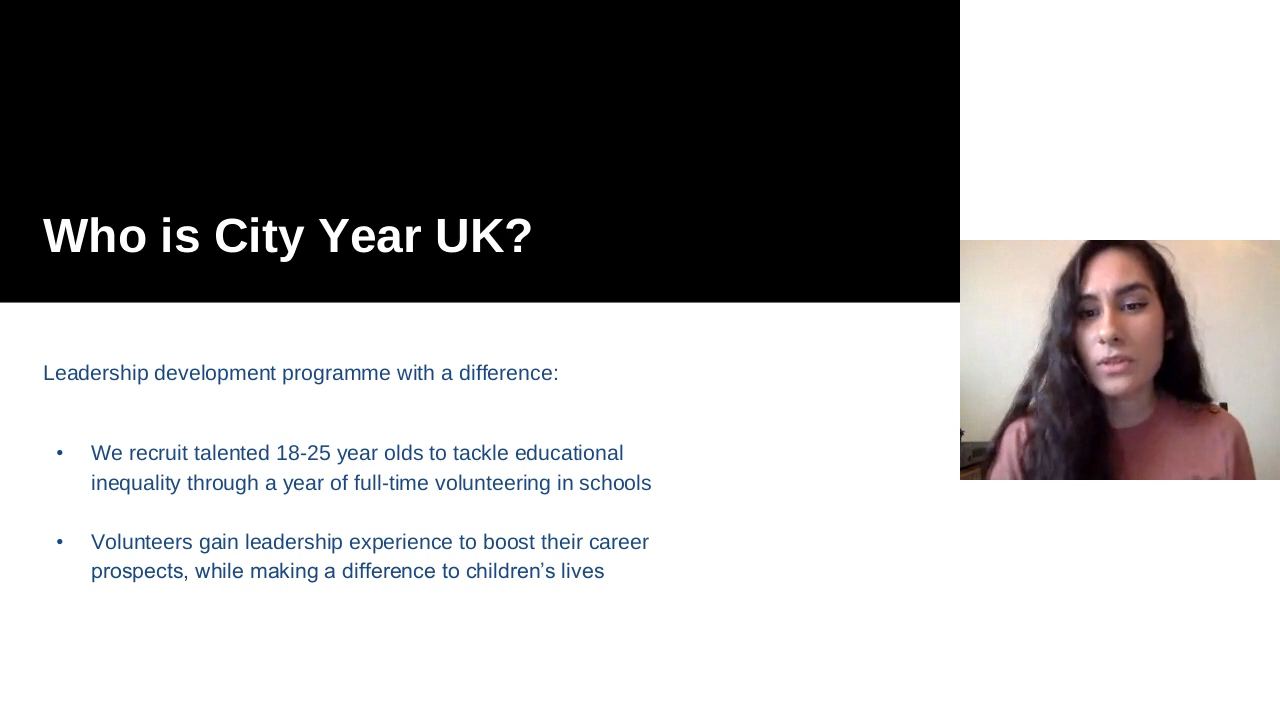 Who is City Year UK?
Leadership development programme with a difference:
• We recruit talented 18-25 year olds to tackle educational
inequality through a year of full-time volunteering in schools
• Volunteers gain leadership experience to boost their career
prospects, while making a difference to children’s lives